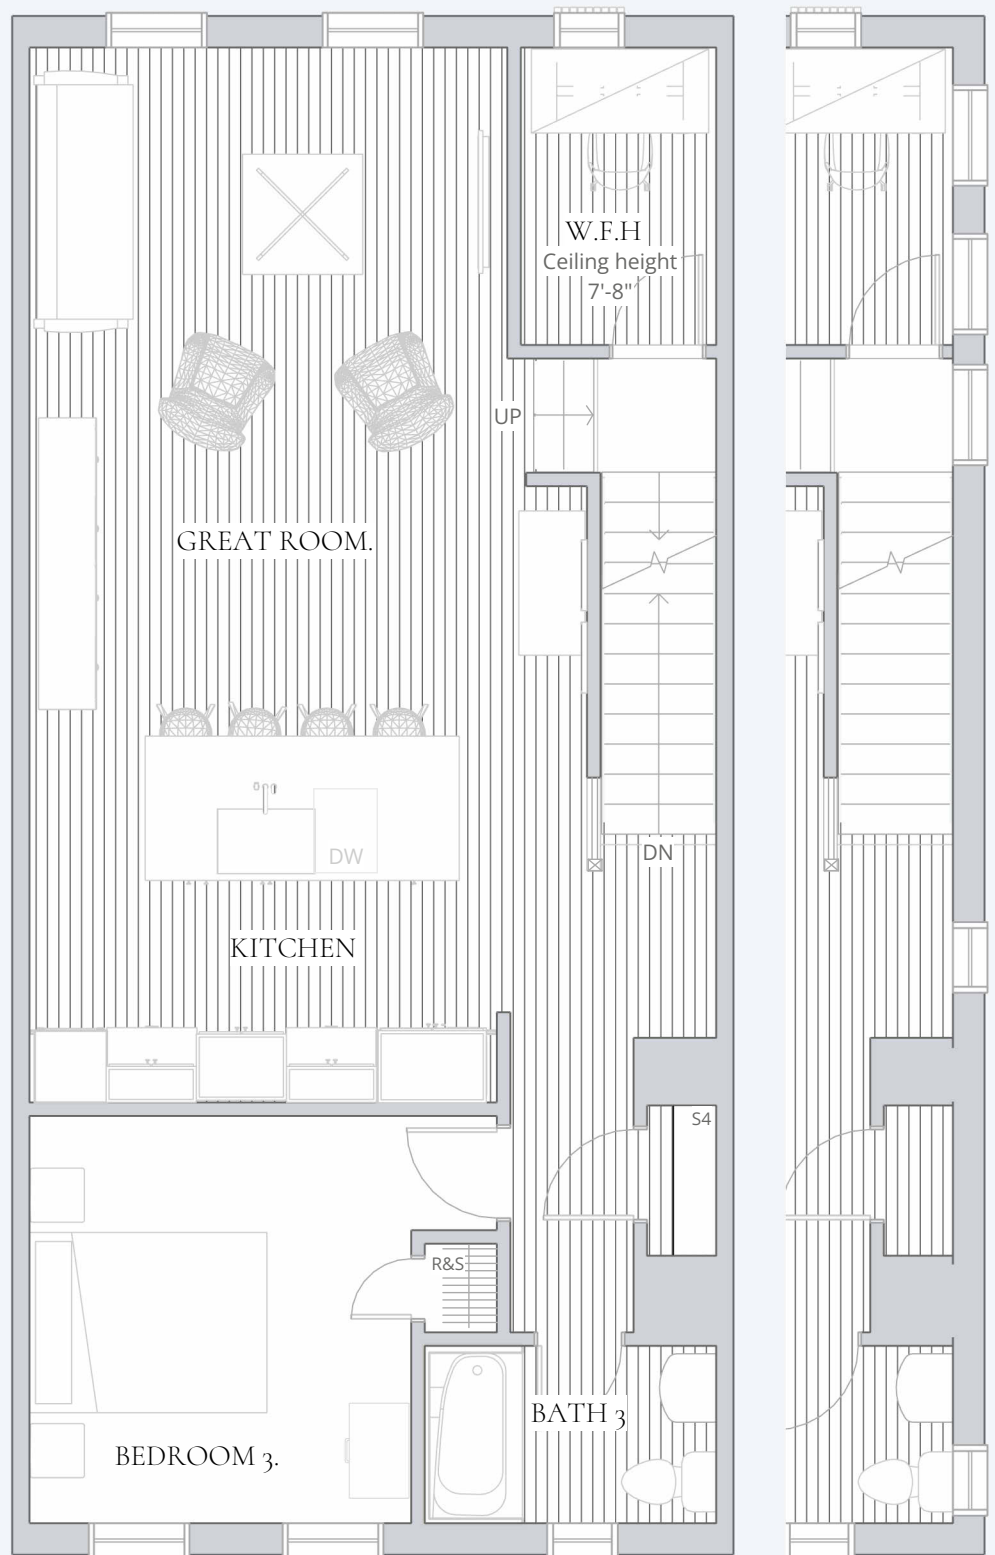 W.F.H
Ceiling height
7'-8"
UP
GREAT ROOM.
DW
DN
KITCHEN
S4
R&S
BATH 3
BEDROOM 3.